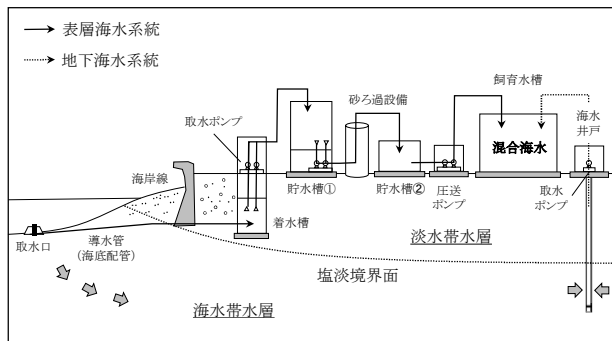 表層海水系統
地下海水系統
砂ろ過設備
飼育水槽
海水
井戸
取水ポンプ
混合海水
海岸線
貯水槽①
貯水槽②
圧送
ポンプ
取水
ポンプ
着水槽
取水口
導水管
(海底配管)
淡水帯水層
塩淡境界面
海水帯水層